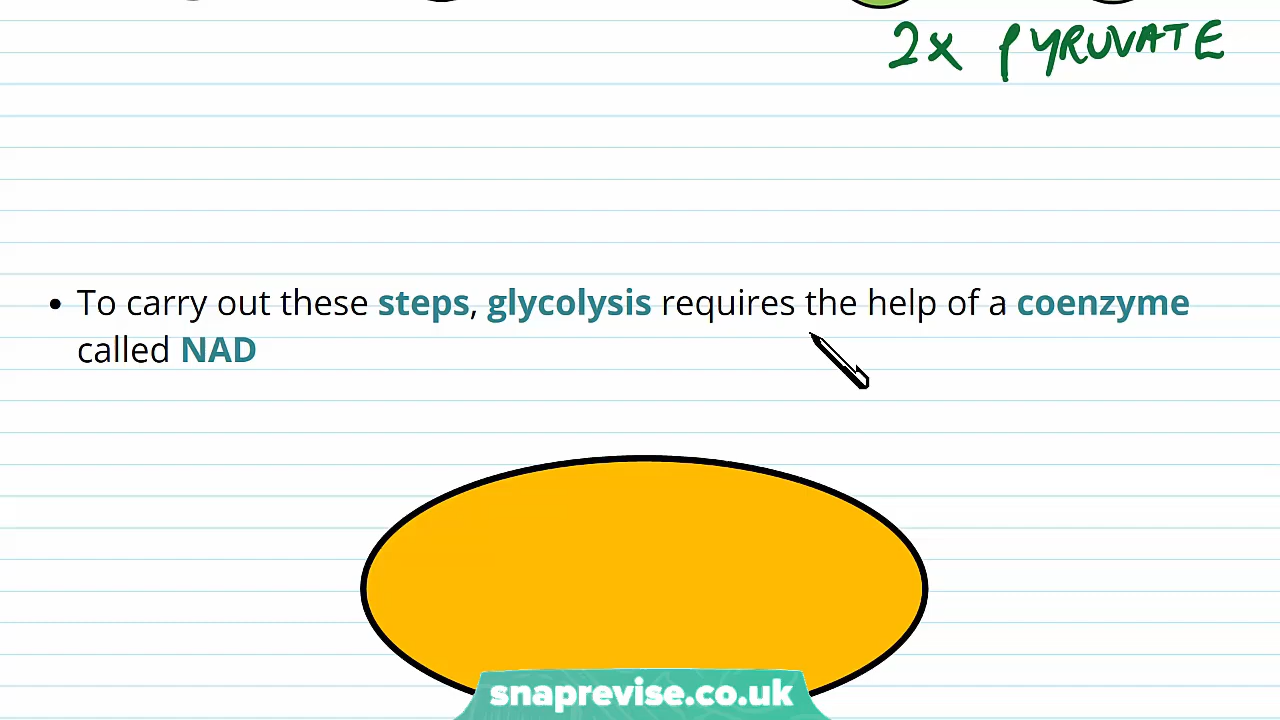 2x PYRUVATE
• To carry out these steps, glycolysis requires the help of a coenzyme
called NAD
snaprevise.co.uk